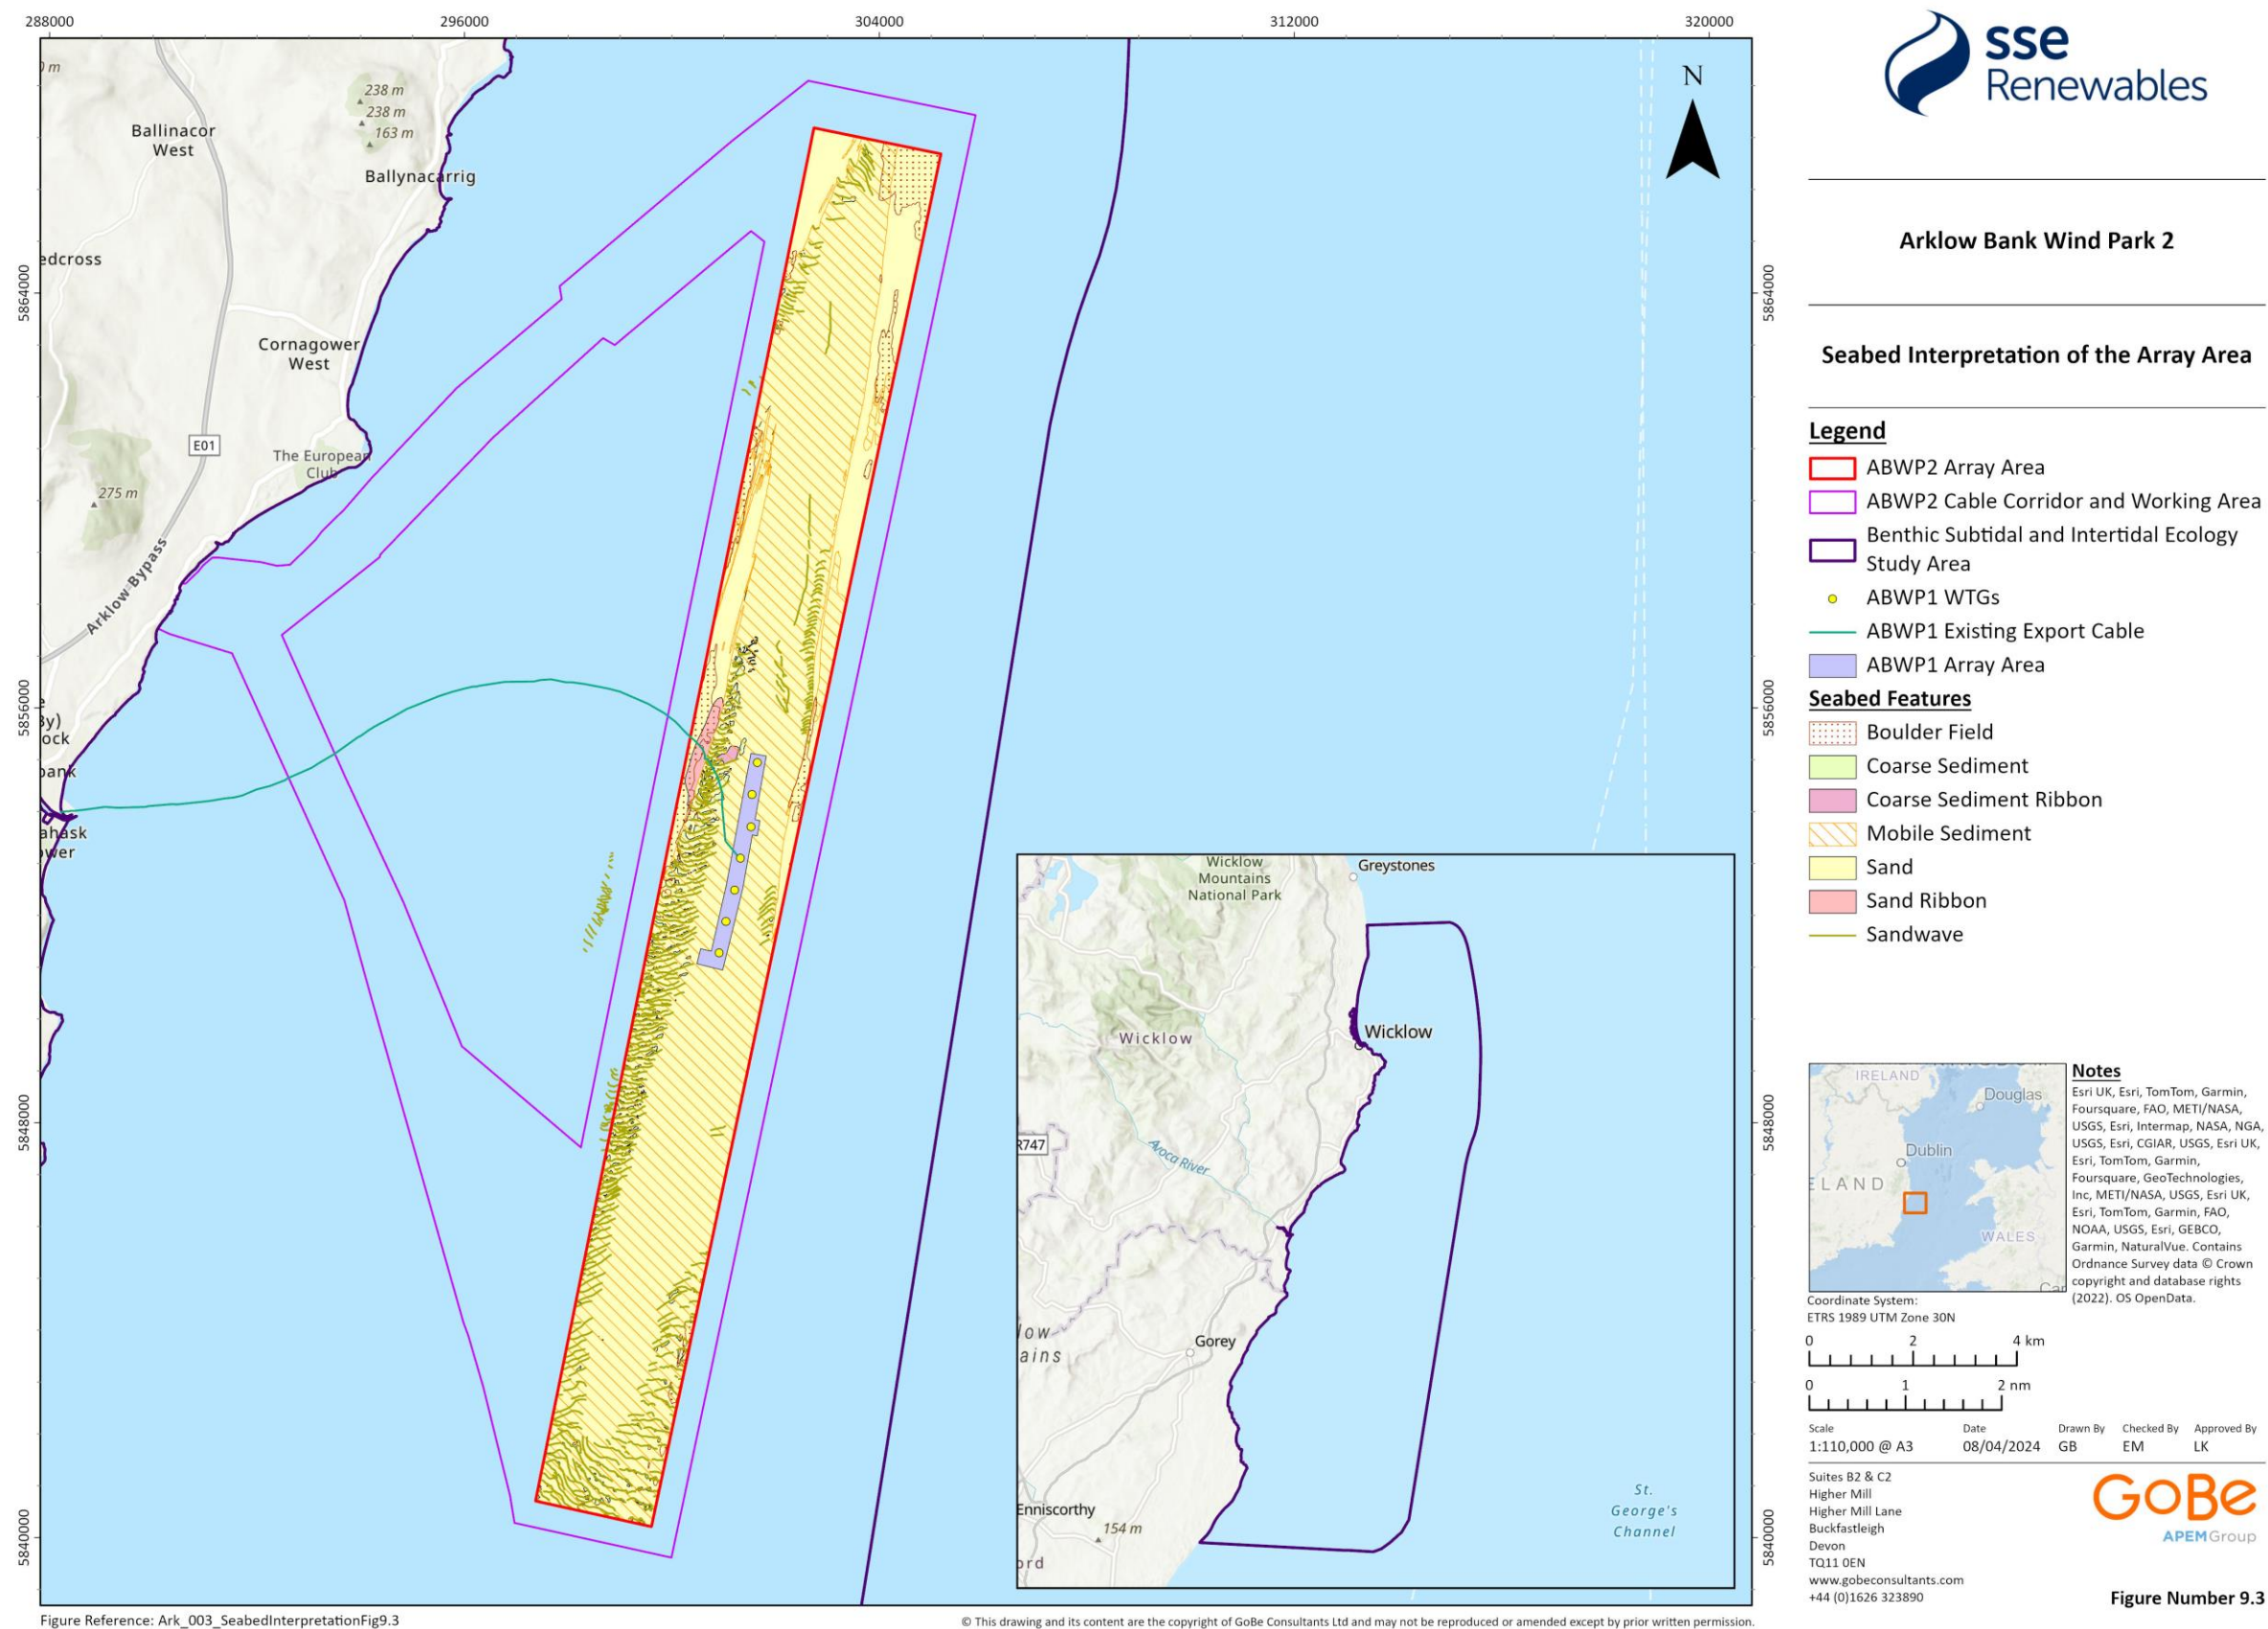 288000
296000
304000
312000
320000
5864000
5856000
5848000
5840000
5864000
5856000
5848000
5840000
0 m
238 m
238 m
163 m
Ballinacor
West
Ballynacarrig
edcross
Cornagower
West
E01
The European
Club
275 m
Arklow Bypass
By)
ock
bank
ahask
ower
N
Wicklow
Mountains
National Park
Greystones
Wicklow
Wicklow
R747
Avoca River
low
ains
Gorey
Enniscorthy
154 m
ord
St.
George's
Channel
sse
Renewables
Arklow Bank Wind Park 2
Seabed Interpretation of the Array Area
Legend
ABWP2 Array Area
ABWP2 Cable Corridor and Working Area
Benthic Subtidal and Intertidal Ecology
Study Area
ABWP1 WTGs
ABWP1 Existing Export Cable
ABWP1 Array Area
Seabed Features
Boulder Field
Coarse Sediment
Coarse Sediment Ribbon
Mobile Sediment
Sand
Sand Ribbon
Sandwave
IRELAND
Douglas
Dublin
ELAND
WALES
Car
Notes
Esri UK, Esri, TomTom, Garmin,
Foursquare, FAO, METI/NASA,
USGS, Esri, Intermap, NASA, NGA,
USGS, Esri, CGIAR, USGS, Esri UK,
Esri, TomTom, Garmin,
Foursquare, GeoTechnologies,
Inc, METI/NASA, USGS, Esri UK,
Esri, TomTom, Garmin, FAO,
NOAA, USGS, Esri, GEBCO,
Garmin, NaturalVue. Contains
Ordnance Survey data © Crown
copyright and database rights
(2022). OS OpenData.
Coordinate System:
ETRS 1989 UTM Zone 30N
0 2 4 km
0 1 2 nm
Scale Date Drawn By Checked By Approved By
1:110,000 @ A3 08/04/2024 GB EM LK
Suites B2 & C2
Higher Mill
Higher Mill Lane
Buckfastleigh
Devon
TQ11 0EN
www.gobeconsultants.com
+44 (0)1626 323890
GoBe
APEMGroup
Figure Number 9.3
Figure Reference: Ark_003_SeabedInterpretationFig9.3
© This drawing and its content are the copyright of GoBe Consultants Ltd and may not be reproduced or amended except by prior written permission.